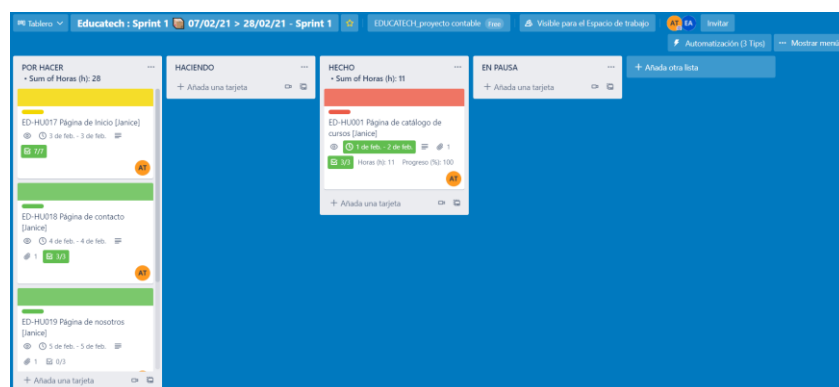 Tablero
Educatech : Sprint 1 07/02/21 > 28/02/21 - Sprint 1
EDUCATECH_proyecto contable Free
Visible para el Espacio de trabajo
AT EA
Invitar
Automatización (3 Tips)
Mostrar menú
POR HACER
• Sum of Horas (h): 28
ED-HU017 Página de Inicio [Janice]
3 de feb. - 3 de feb.
7/7
AT
ED-HU018 Página de contacto
[Janice]
4 de feb. - 4 de feb.
1 3/3
AT
ED-HU019 Página de nosotros
[Janice]
5 de feb. - 5 de feb.
1 0/3
+ Añada una tarjeta
HACIENDO
+ Añada una tarjeta
HECHO
• Sum of Horas (h): 11
ED-HU001 Página de catálogo de
cursos [Janice]
1 de feb. - 2 de feb. 1
3/3 Horas (h): 11 Progreso (%): 100
AT
+ Añada una tarjeta
EN PAUSA
+ Añada una tarjeta
+ Añada otra lista